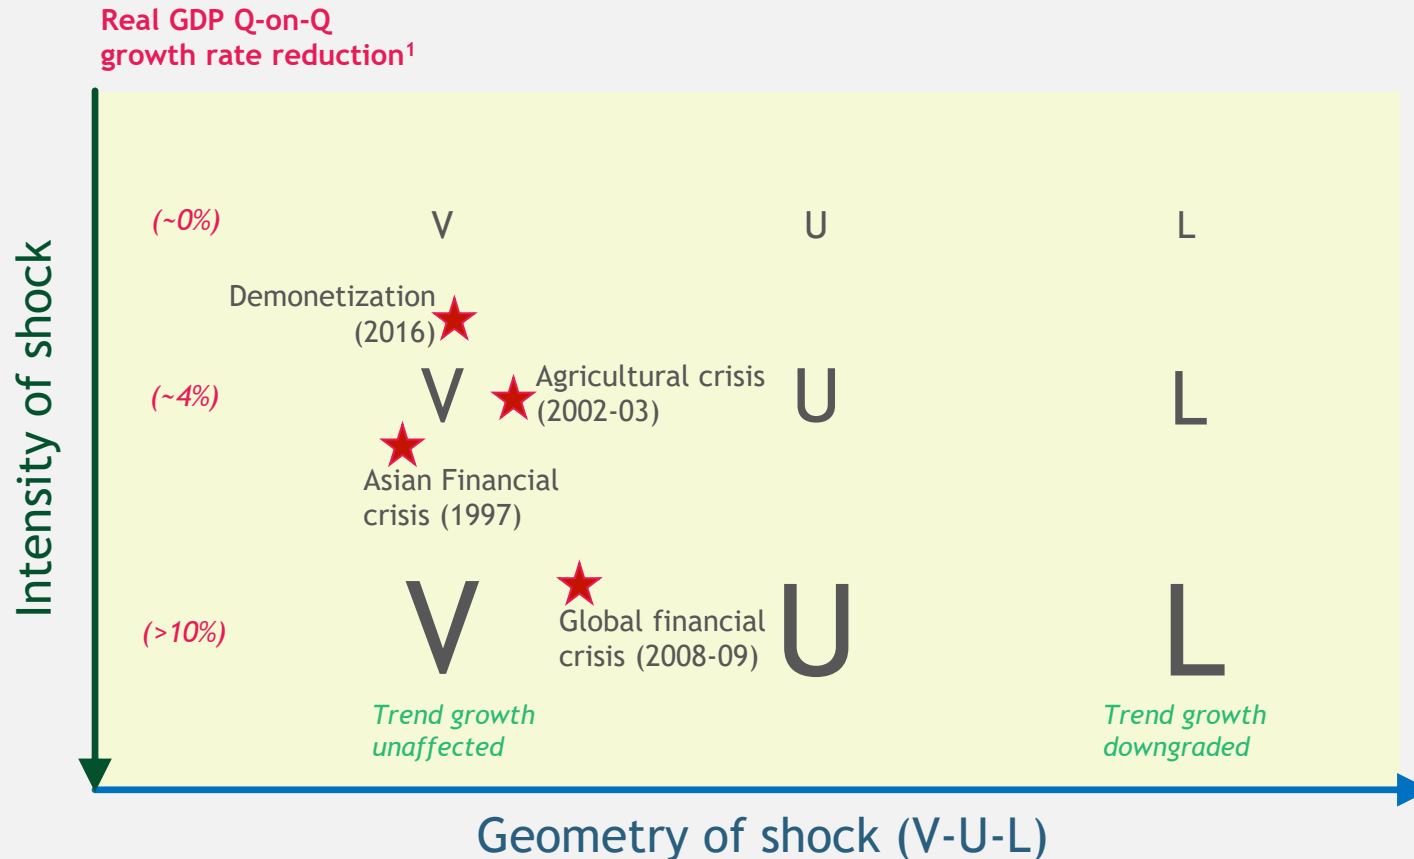 Real GDP Q-on-Q
growth rate reduction¹
Intensity of shock
(~0%)
V
U
L
Demonetization
(2016)
(~4%)
V
Agricultural crisis
(2002-03)
U
L
Asian Financial
crisis (1997)
(>10%)
V
Global financial
crisis (2008-09)
U
L
Trend growth
unaffected
Trend growth
downgraded
Geometry of shock (V-U-L)